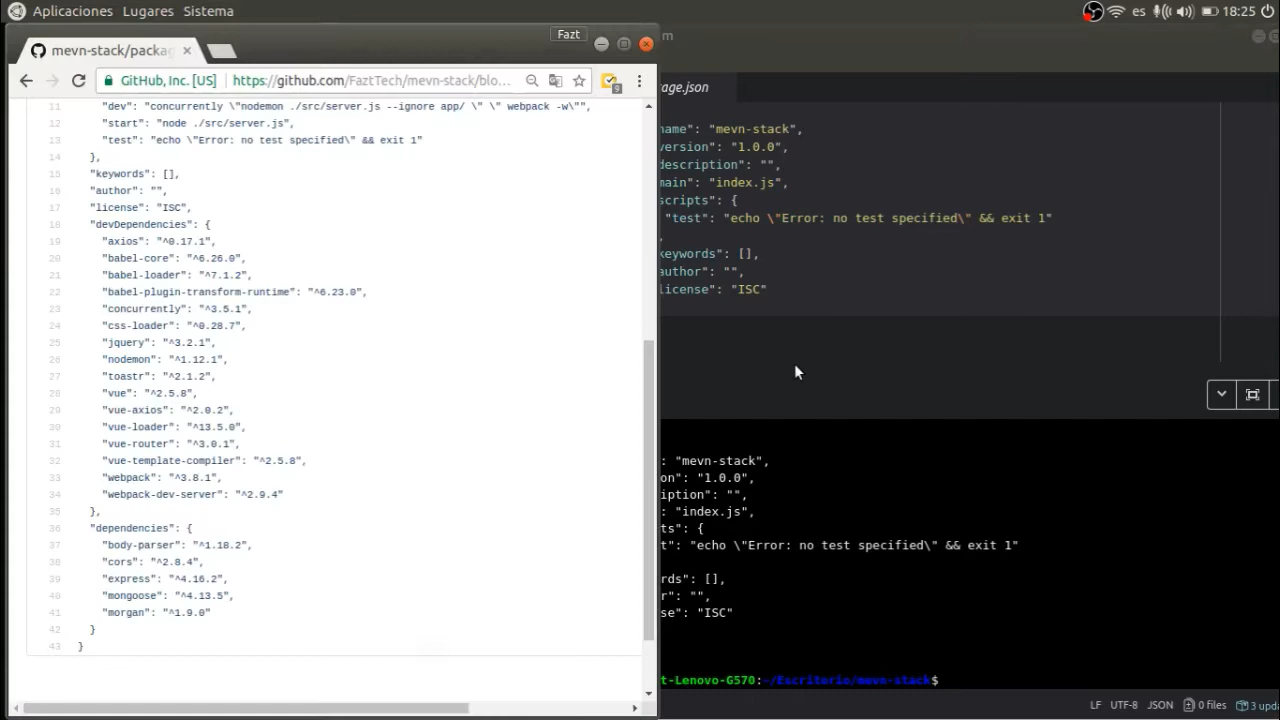 Aplicaciones Lugares Sistema
es 18:25
Fazt
mevn-stack/packag
GitHub, Inc. [US] https://github.com/FaztTech/mevn-stack/blo...
9
11 "dev": "concurrently \"nodemon ./src/server.js --ignore app/ \" \" webpack -w\"",
12 "start": "node ./src/server.js",
13 "test": "echo \"Error: no test specified\" && exit 1"
14 },
15 "keywords": [],
16 "author": "",
17 "license": "ISC",
18 "devDependencies": {
19 "axios": "^0.17.1",
20 "babel-core": "^6.26.0",
21 "babel-loader": "^7.1.2",
22 "babel-plugin-transform-runtime": "^6.23.0",
23 "concurrently": "^3.5.1",
24 "css-loader": "^0.28.7",
25 "jquery": "^3.2.1",
26 "nodemon": "^1.12.1",
27 "toastr": "^2.1.2",
28 "vue": "^2.5.8",
29 "vue-axios": "^2.0.2",
30 "vue-loader": "^13.5.0",
31 "vue-router": "^3.0.1",
32 "vue-template-compiler": "^2.5.8",
33 "webpack": "^3.8.1",
34 "webpack-dev-server": "^2.9.4"
35 },
36 "dependencies": {
37 "body-parser": "^1.18.2",
38 "cors": "^2.8.4",
39 "express": "^4.16.2",
40 "mongoose": "^4.13.5",
41 "morgan": "^1.9.0"
42 }
43 }
m
age.json
name": "mevn-stack",
version": "1.0.0",
description": "",
main": "index.js",
scripts": {
"test": "echo \"Error: no test specified\" && exit 1"
,
keywords": [],
author": "",
license": "ISC"
: "mevn-stack",
on": "1.0.0",
iption": "",
: "index.js",
ts": {
t": "echo \"Error: no test specified\" && exit 1"
rds": [],
r": "",
se": "ISC"
t-Lenovo-G570:~/Escritorio/mevn-stack$
LF UTF-8 JSON 0 files 3 upda